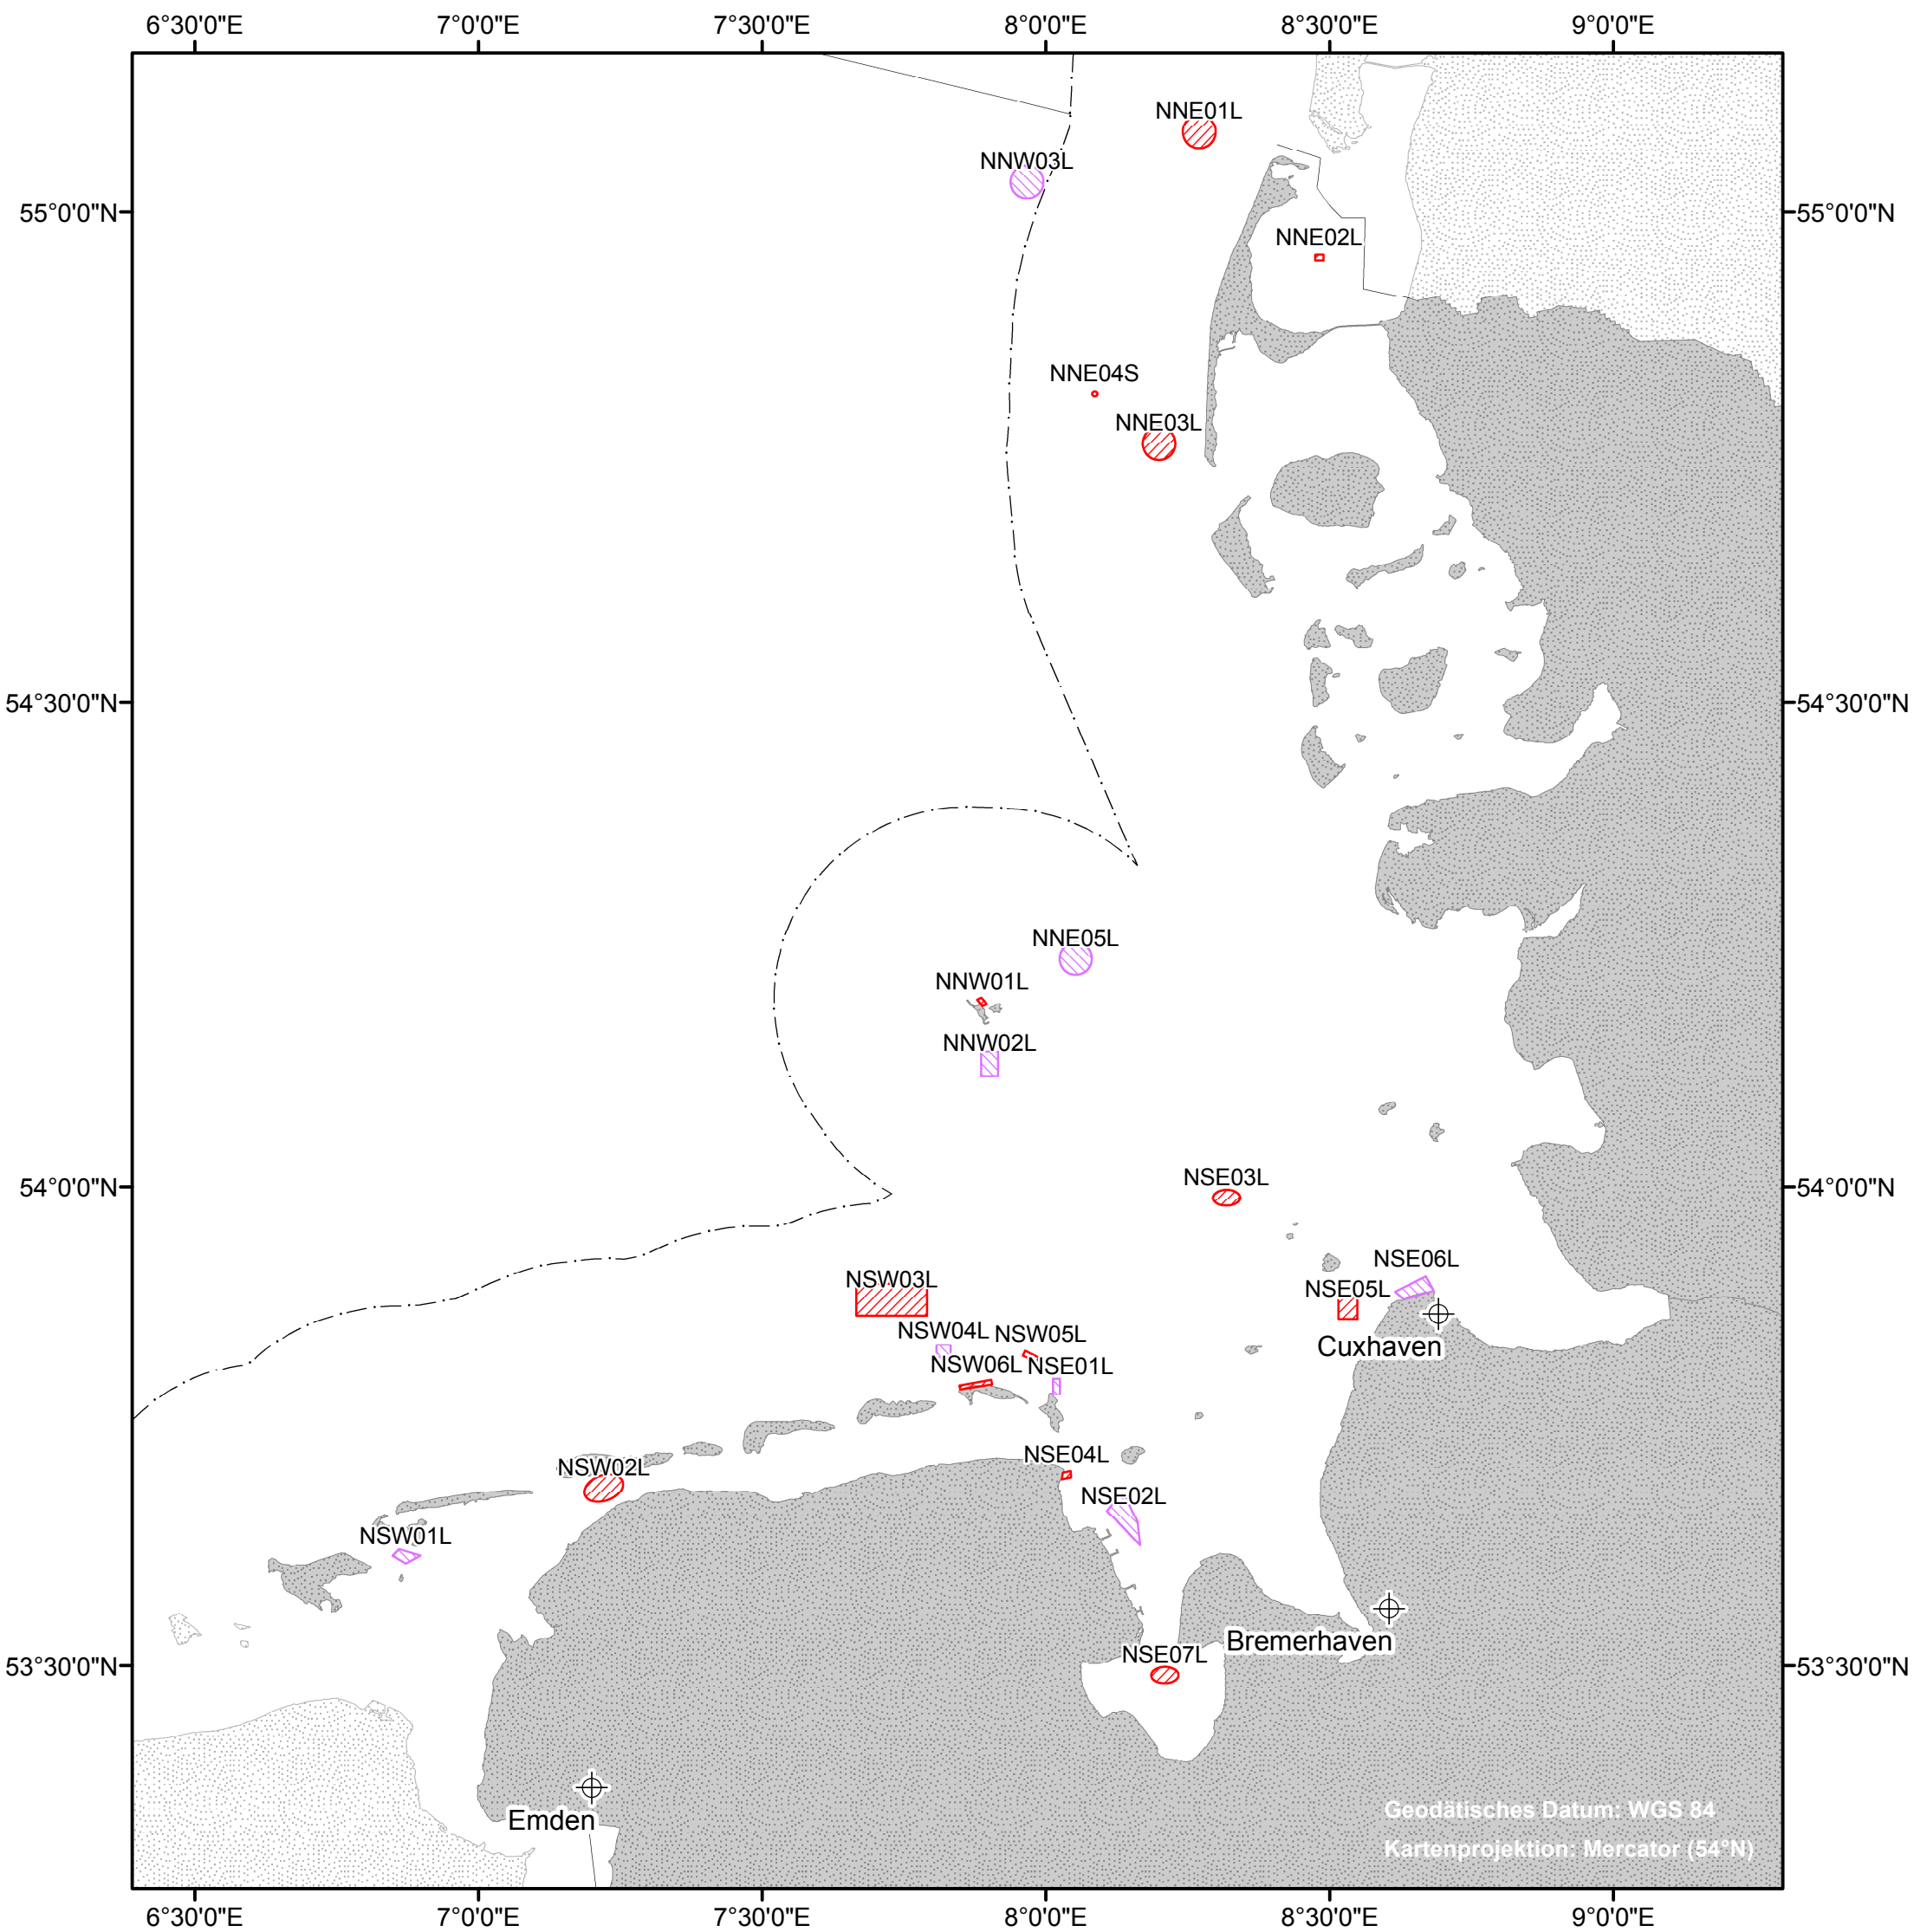 6°30'0"E 7°0'0"E 7°30'0"E 8°0'0"E 8°30'0"E 9°0'0"E
NNE01L
NNW03L
55°0'0"N 55°0'0"N
NNE02L
NNE04S
NNE03L
54°30'0"N 54°30'0"N
NNE05L
NNW01L
NNW02L
NSE03L
54°0'0"N 54°0'0"N
NSE06L
NSW03L NSE05L
NSW04L NSW05L
Cuxhaven
NSW06L NSE01L
NSE04L
NSW02L
NSE02L
NSW01L
Bremerhaven
NSE07L
53°30'0"N 53°30'0"N
Geodätisches Datum: WGS 84
Emden
Kartenprojektion: Mercator (54°N)
6°30'0"E 7°0'0"E 7°30'0"E 8°0'0"E 8°30'0"E 9°0'0"E